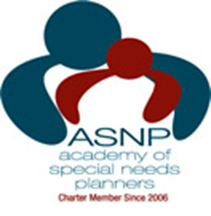 ASNP
academy of
special needs
planners
Charter Member Since 2006